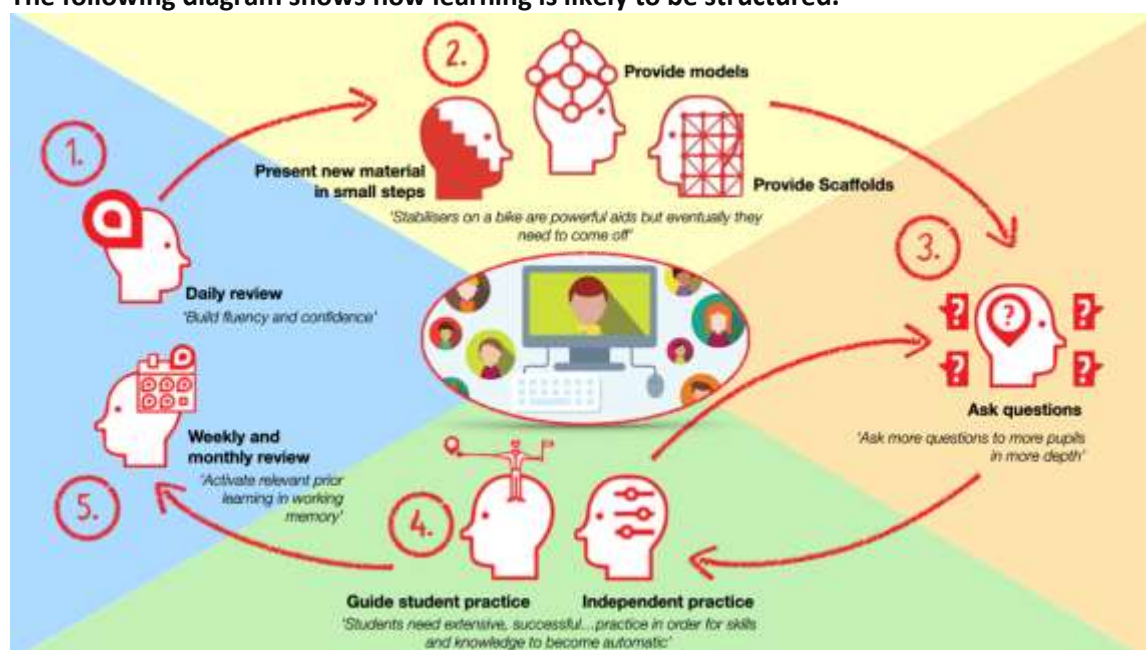 The following diagram shows how learning is likely to be structured:
1.
Daily review
'Build fluency and confidence'
2.
Provide models
Present new material
in small steps
Provide Scaffolds
'Stabilisers on a bike are powerful aids but eventually they
need to come off'
3.
?
?
?
?
?
Ask questions
'Ask more questions to more pupils
in more depth'
4.
Guide student practice
Independent practice
'Students need extensive, successful...practice in order for skills
and knowledge to become automatic'
5.
Weekly and
monthly review
'Activate relevant prior
learning in working
memory'